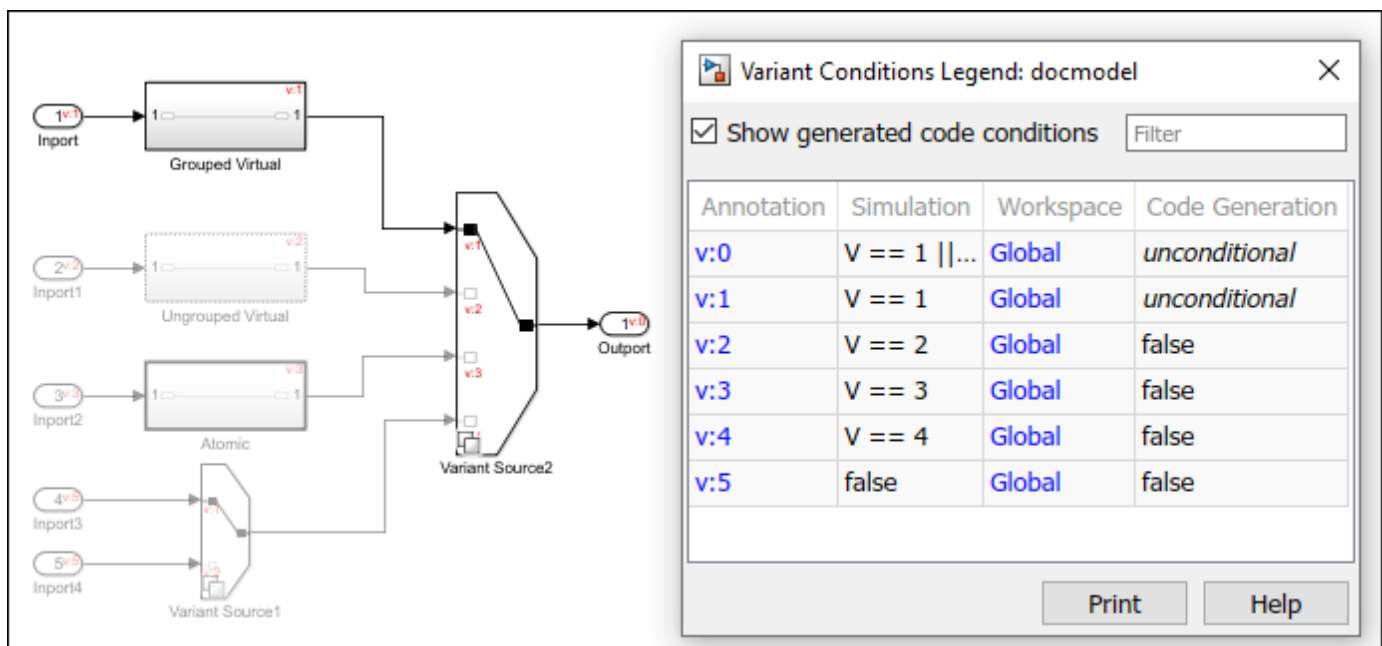 v:1
1 v:1
1 1
Inport
Grouped Virtual
v:2
2 v:2
1 1
v:1
v:2
Inport1
Ungrouped Virtual
1 v:0
Outport
v:3
v:3
3 v:3
1 1
Inport2
Atomic
Variant Source2
4 v:5
v:1
Inport3
5 v:5
v:2
Inport4
Variant Source1
Variant Conditions Legend: docmodel
Show generated code conditions Filter
Annotation Simulation Workspace Code Generation
v:0 V == 1 ||... Global unconditional
v:1 V == 1 Global unconditional
v:2 V == 2 Global false
v:3 V == 3 Global false
v:4 V == 4 Global false
v:5 false Global false
Print Help